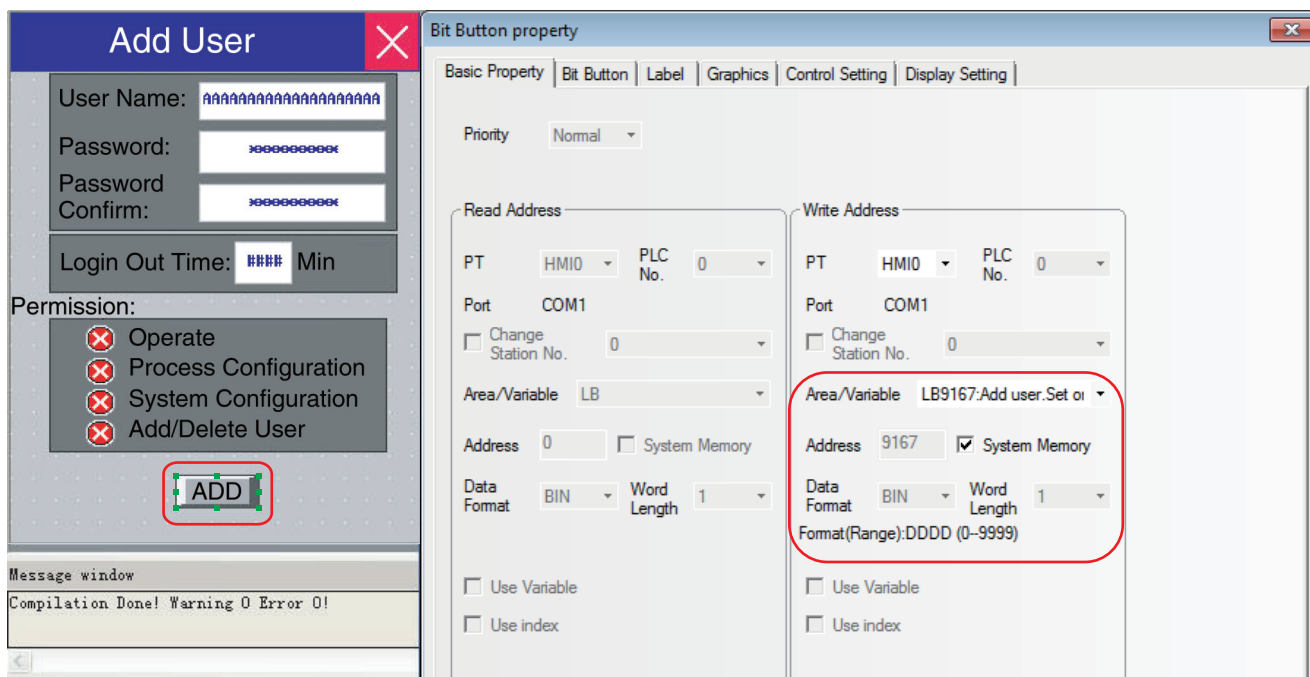 Add User
User Name: AAAAAAAAAAAAAAAAAAAA
Password: **********
Password
Confirm: **********
Login Out Time: #### Min
Permission:
Operate
Process Configuration
System Configuration
Add/Delete User
ADD
Message window
Compilation Done! Warning 0 Error 0!
Bit Button property
Basic Property Bit Button Label Graphics Control Setting Display Setting
Priority Normal
Read Address
PT HMI0 PLC No. 0
Port COM1
Change Station No. 0
Area/Variable LB
Address 0 System Memory
Data Format BIN Word Length 1
Use Variable
Use index
Write Address
PT HMI0 PLC No. 0
Port COM1
Change Station No. 0
Area/Variable LB9167:Add user.Set
Address 9167 System Memory
Data Format BIN Word Length 1
Format(Range):DDDD (0--9999)
Use Variable
Use index